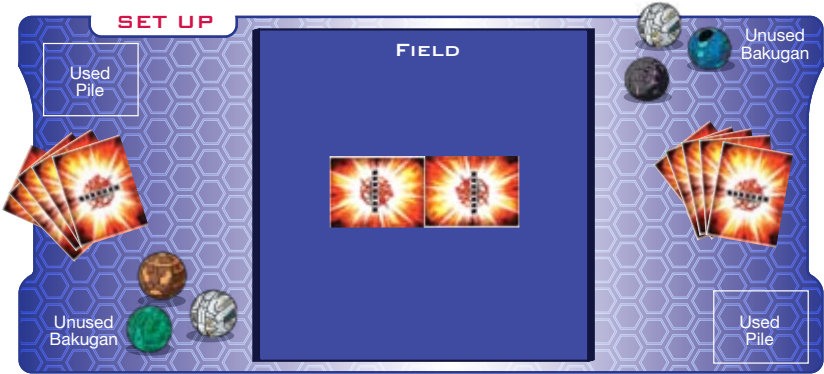 SET UP
Used
Pile
FIELD
Unused
Bakugan
Unused
Bakugan
Used
Pile